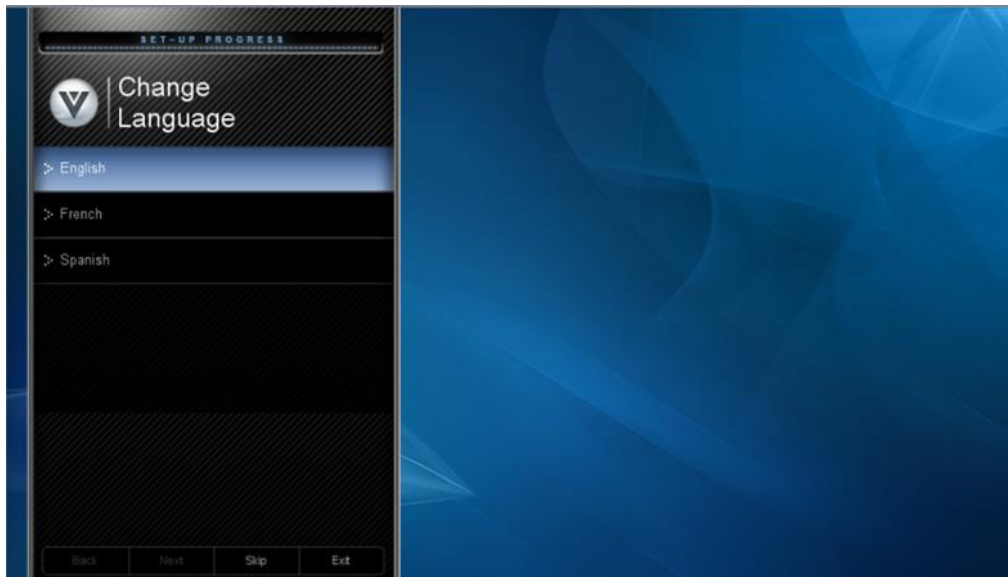 SET-UP PROGRESS
Change
Language
English
French
Spanish
Back Next Skip Exit